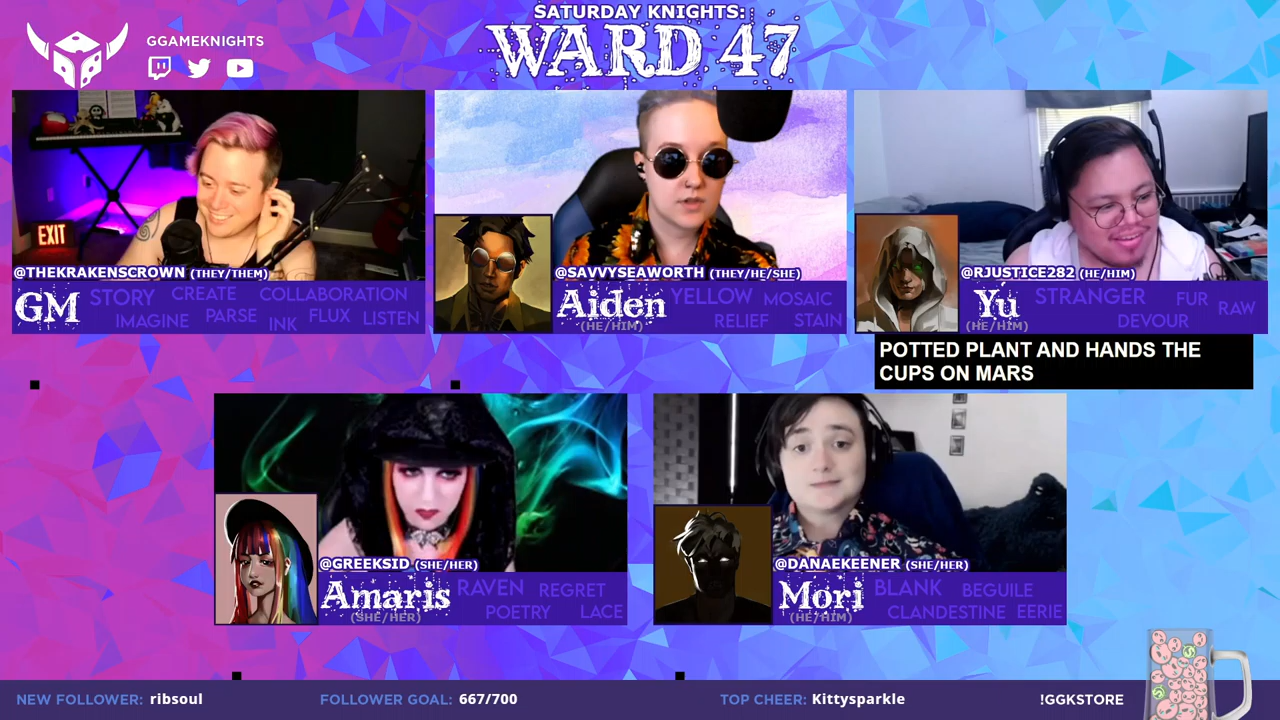 SATURDAY KNIGHTS:
WARD 47
GGAMEKNIGHTS
EXIT
@THEKRAKENSCROWN (THEY/THEM)
GM
STORY CREATE COLLABORATION
IMAGINE PARSE INK FLUX LISTEN
@SAVVYSEAWORTH (THEY/HE/SHE)
Aiden
(HE/HIM)
YELLOW MOSAIC
RELIEF STAIN
@RJUSTICE282 (HE/HIM)
Yu
(HE/HIM)
STRANGER FUR RAW
DEVOUR
POTTED PLANT AND HANDS THE
CUPS ON MARS
@GREEKSID (SHE/HER)
Amaris
(SHE/HER)
RAVEN REGRET
POETRY LACE
@DANAEKEENER (SHE/HER)
Mori
(HE/HIM)
BLANK BEGUILE
CLANDESTINE EERIE
NEW FOLLOWER: ribsoul FOLLOWER GOAL: 667/700 TOP CHEER: Kittysparkle !GGKSTORE